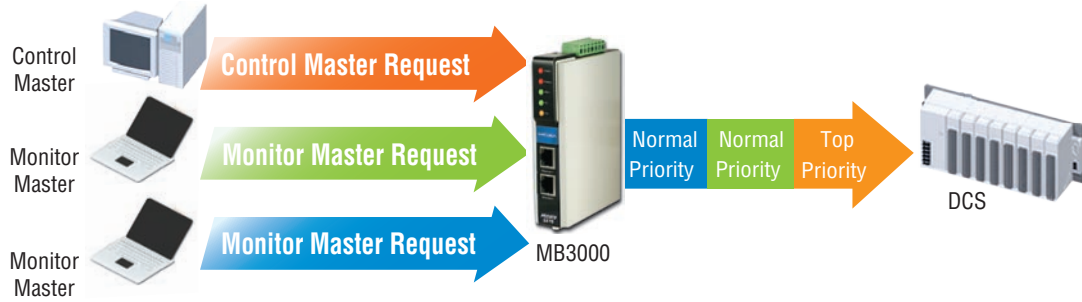 Control
Master
Control Master Request
Monitor
Master
Monitor Master Request
Monitor
Master
Monitor Master Request
MB3000
Normal
Priority
Normal
Priority
Top
Priority
DCS